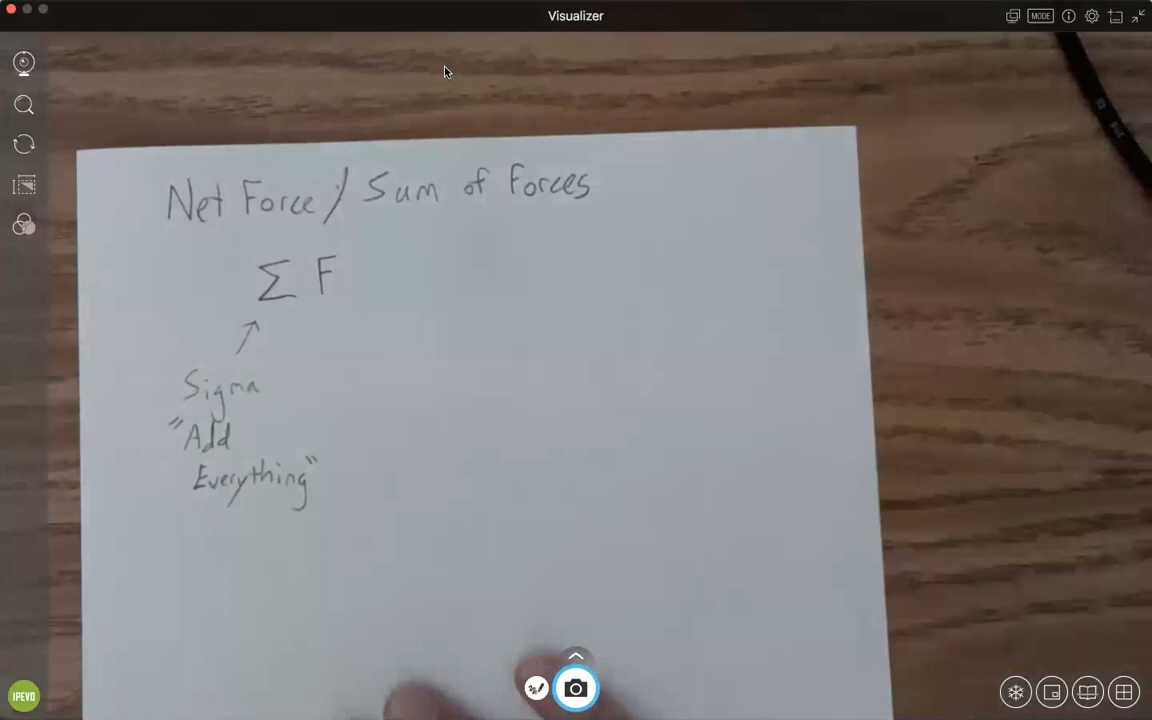 Visualizer
MODE
Net Force / Sum of Forces
Σ F
Sigma
"Add
Everything"
IPEVO